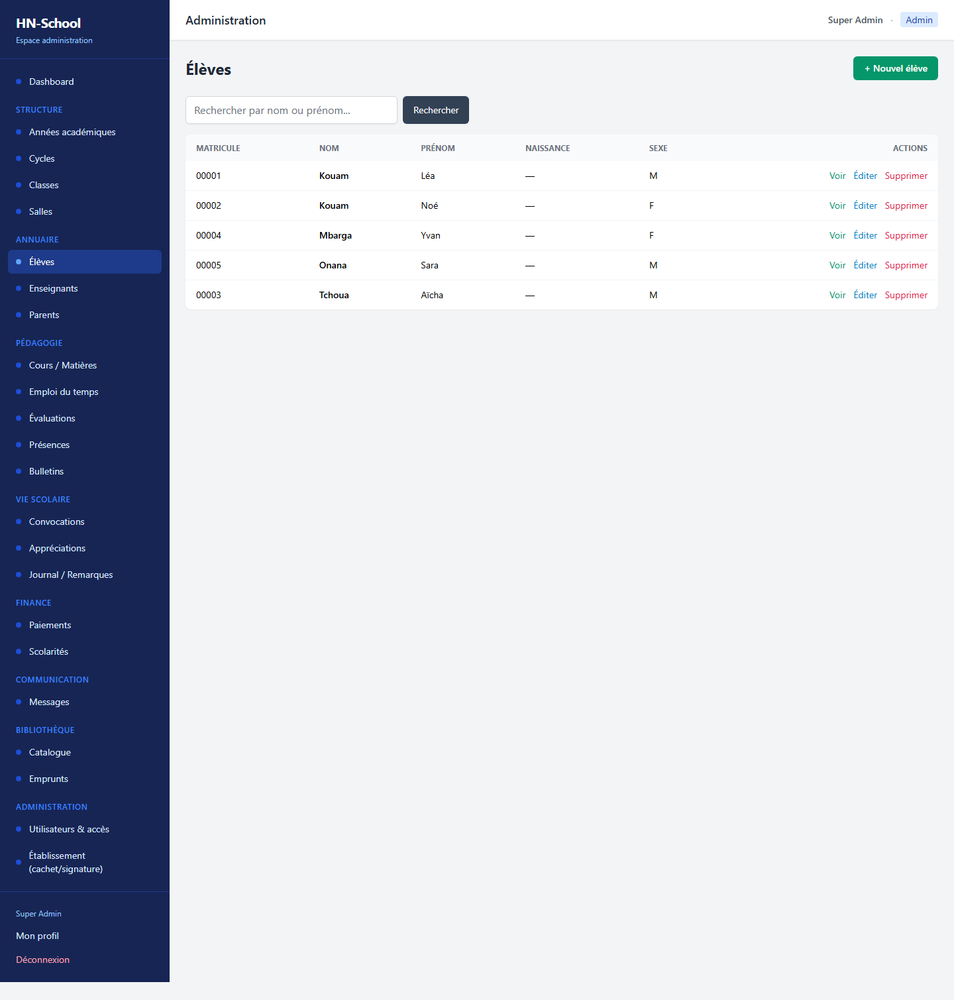 HN-School
Espace administration
Dashboard
STRUCTURE
Années académiques
Cycles
Classes
Salles
ANNUAIRE
Élèves
Enseignants
Parents
PÉDAGOGIE
Cours / Matières
Emploi du temps
Évaluations
Présences
Bulletins
VIE SCOLAIRE
Convocations
Appréciations
Journal / Remarques
FINANCE
Paiements
Scolarités
COMMUNICATION
Messages
BIBLIOTHÈQUE
Catalogue
Emprunts
ADMINISTRATION
Utilisateurs & accès
Établissement
(cachet/signature)
Super Admin
Mon profil
Déconnexion
Administration Super Admin · Admin
Élèves + Nouvel élève
Rechercher par nom ou prénom... Rechercher
MATRICULE NOM PRÉNOM NAISSANCE SEXE ACTIONS
00001 Kouam Léa — M Voir Éditer Supprimer
00002 Kouam Noé — F Voir Éditer Supprimer
00004 Mbarga Yvan — F Voir Éditer Supprimer
00005 Onana Sara — M Voir Éditer Supprimer
00003 Tchoua Aïcha — M Voir Éditer Supprimer